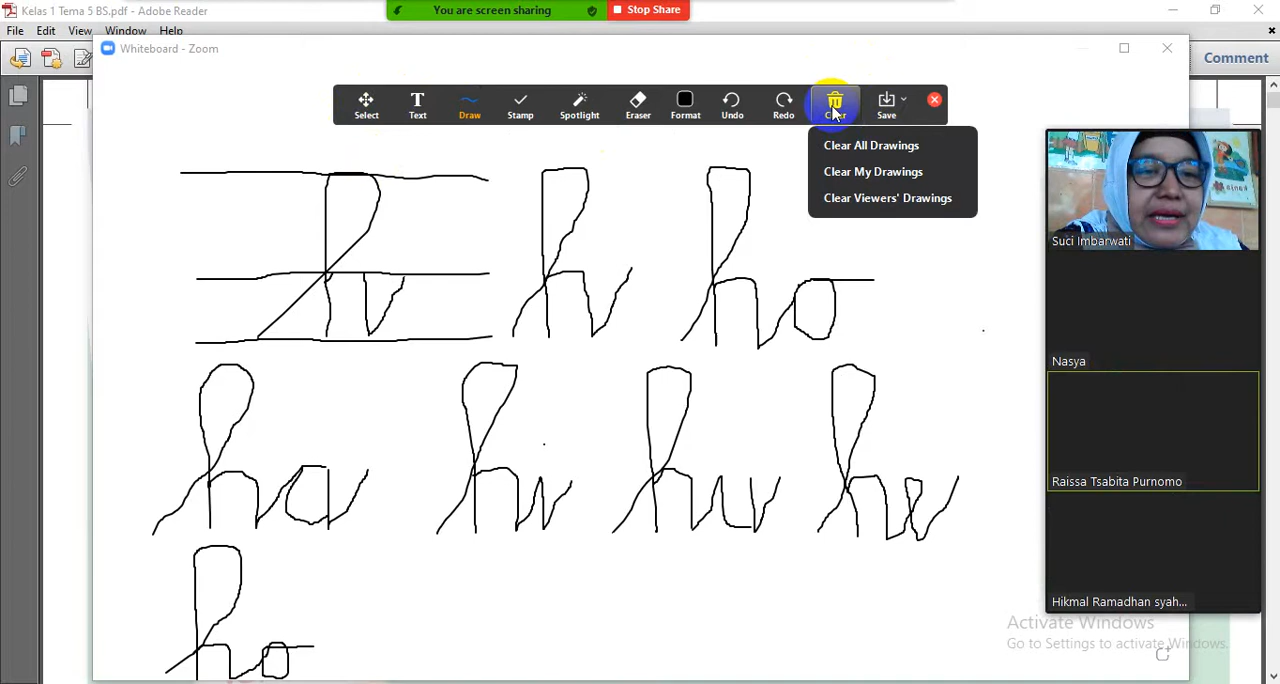 Kelas 1 Tema 5 BS.pdf - Adobe Reader
You are screen sharing
Stop Share
File Edit View Window Help
Whiteboard - Zoom
Comment
Select Text Draw Stamp Spotlight Eraser Format Undo Redo Clear Save
Clear All Drawings
Clear My Drawings
Clear Viewers' Drawings
Suci Imbarwati
Nasya
Raissa Tsabita Purnomo
Hikmal Ramadhan syah...
h h ho
ha hi hu he
ho
Activate Windows
Go to Settings to activate Windows.